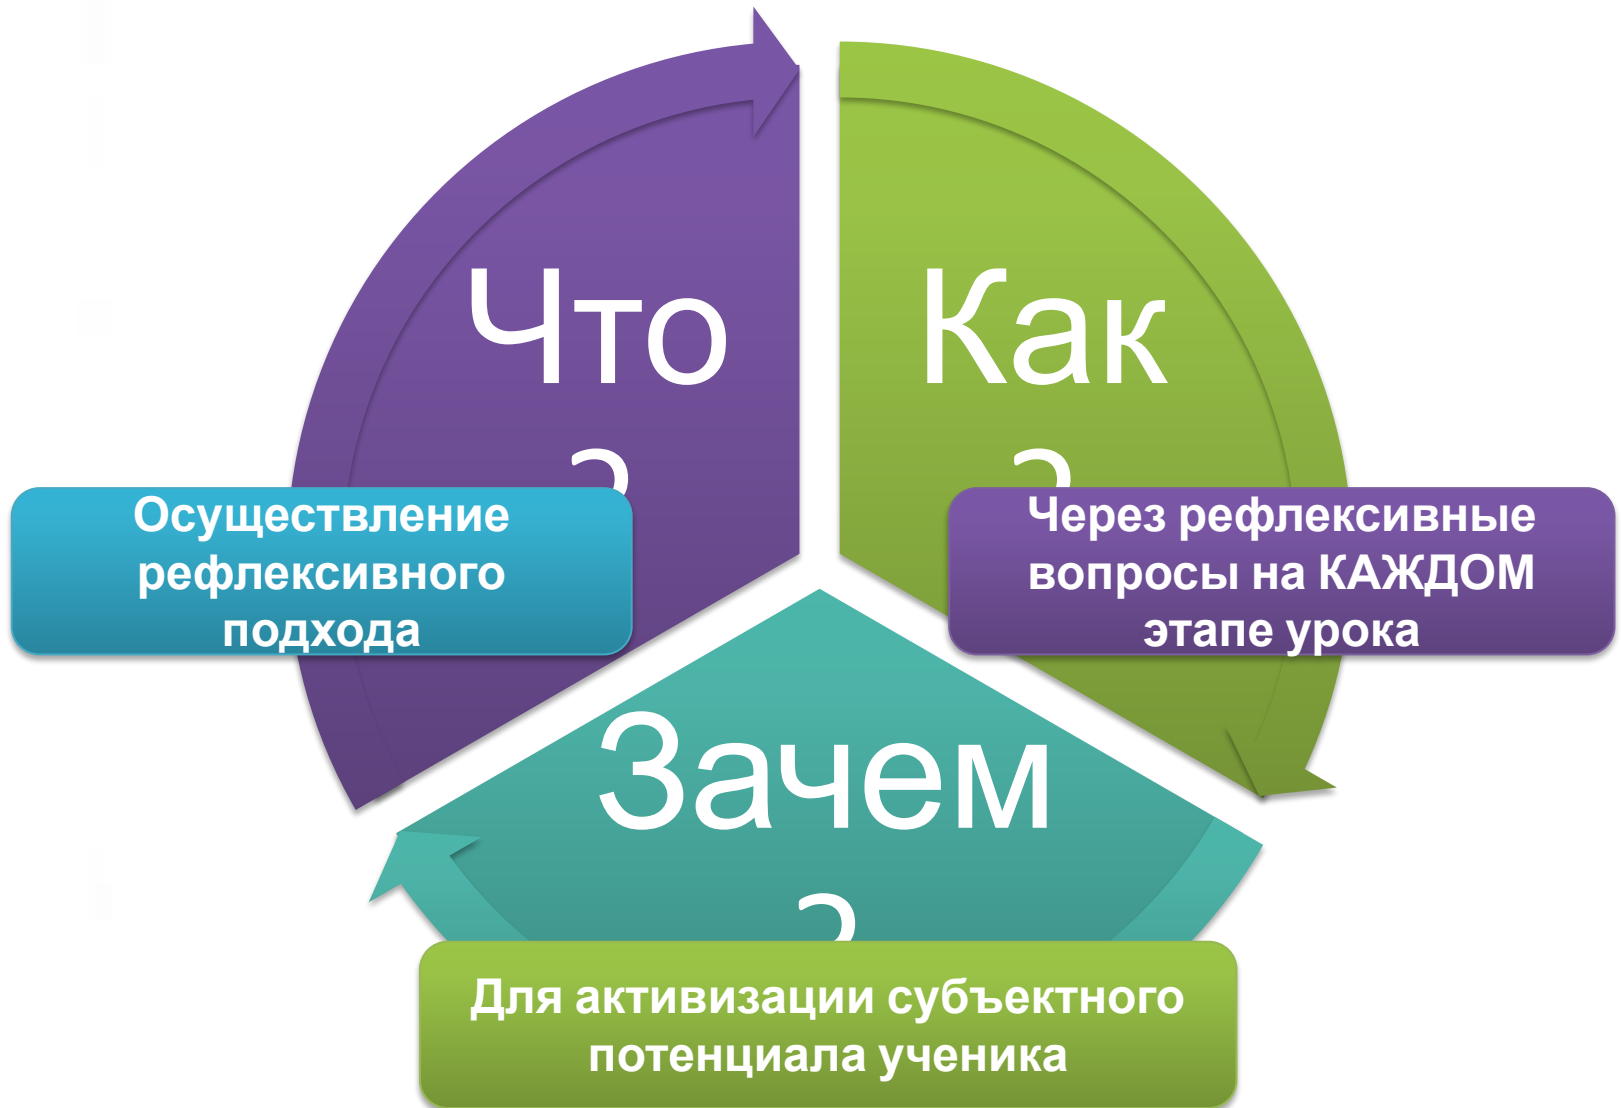 Что
?
Осуществление
рефлексивного
подхода
Как
?
Через рефлексивные
вопросы на КАЖДОМ
этапе урока
Зачем
?
Для активизации субъектного
потенциала ученика